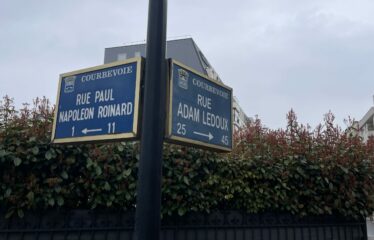 COURBEVOIE
RUE PAUL
NAPOLEON ROINARD
1 ← 11
COURBEVOIE
RUE
ADAM LEDOUX
25 → 45